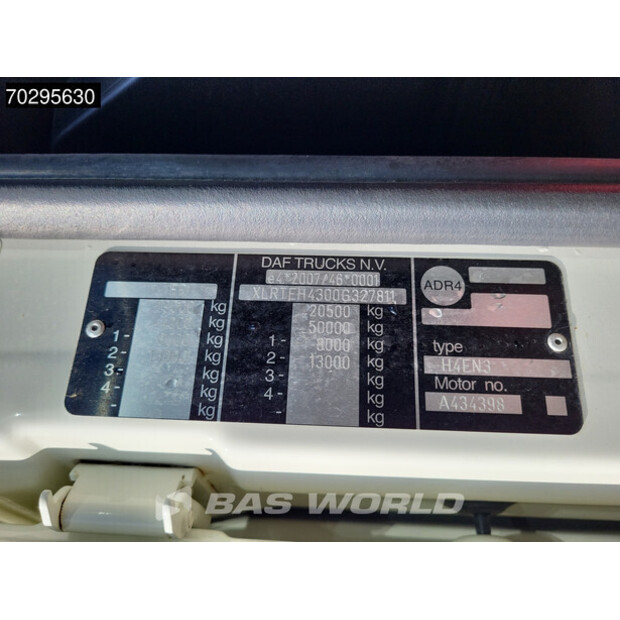 70295630
DAF TRUCKS N.V.
e4*2007/46*0001
XLRTEH4300G327811
kg
kg
1- kg
2- kg
3- kg
4- kg
kg
20500 kg
50000 kg
1- 8000 kg
2- 13000 kg
3- kg
4- kg
kg
ADR4
type
H4EN3
Motor no.
A434398
BAS WORLD